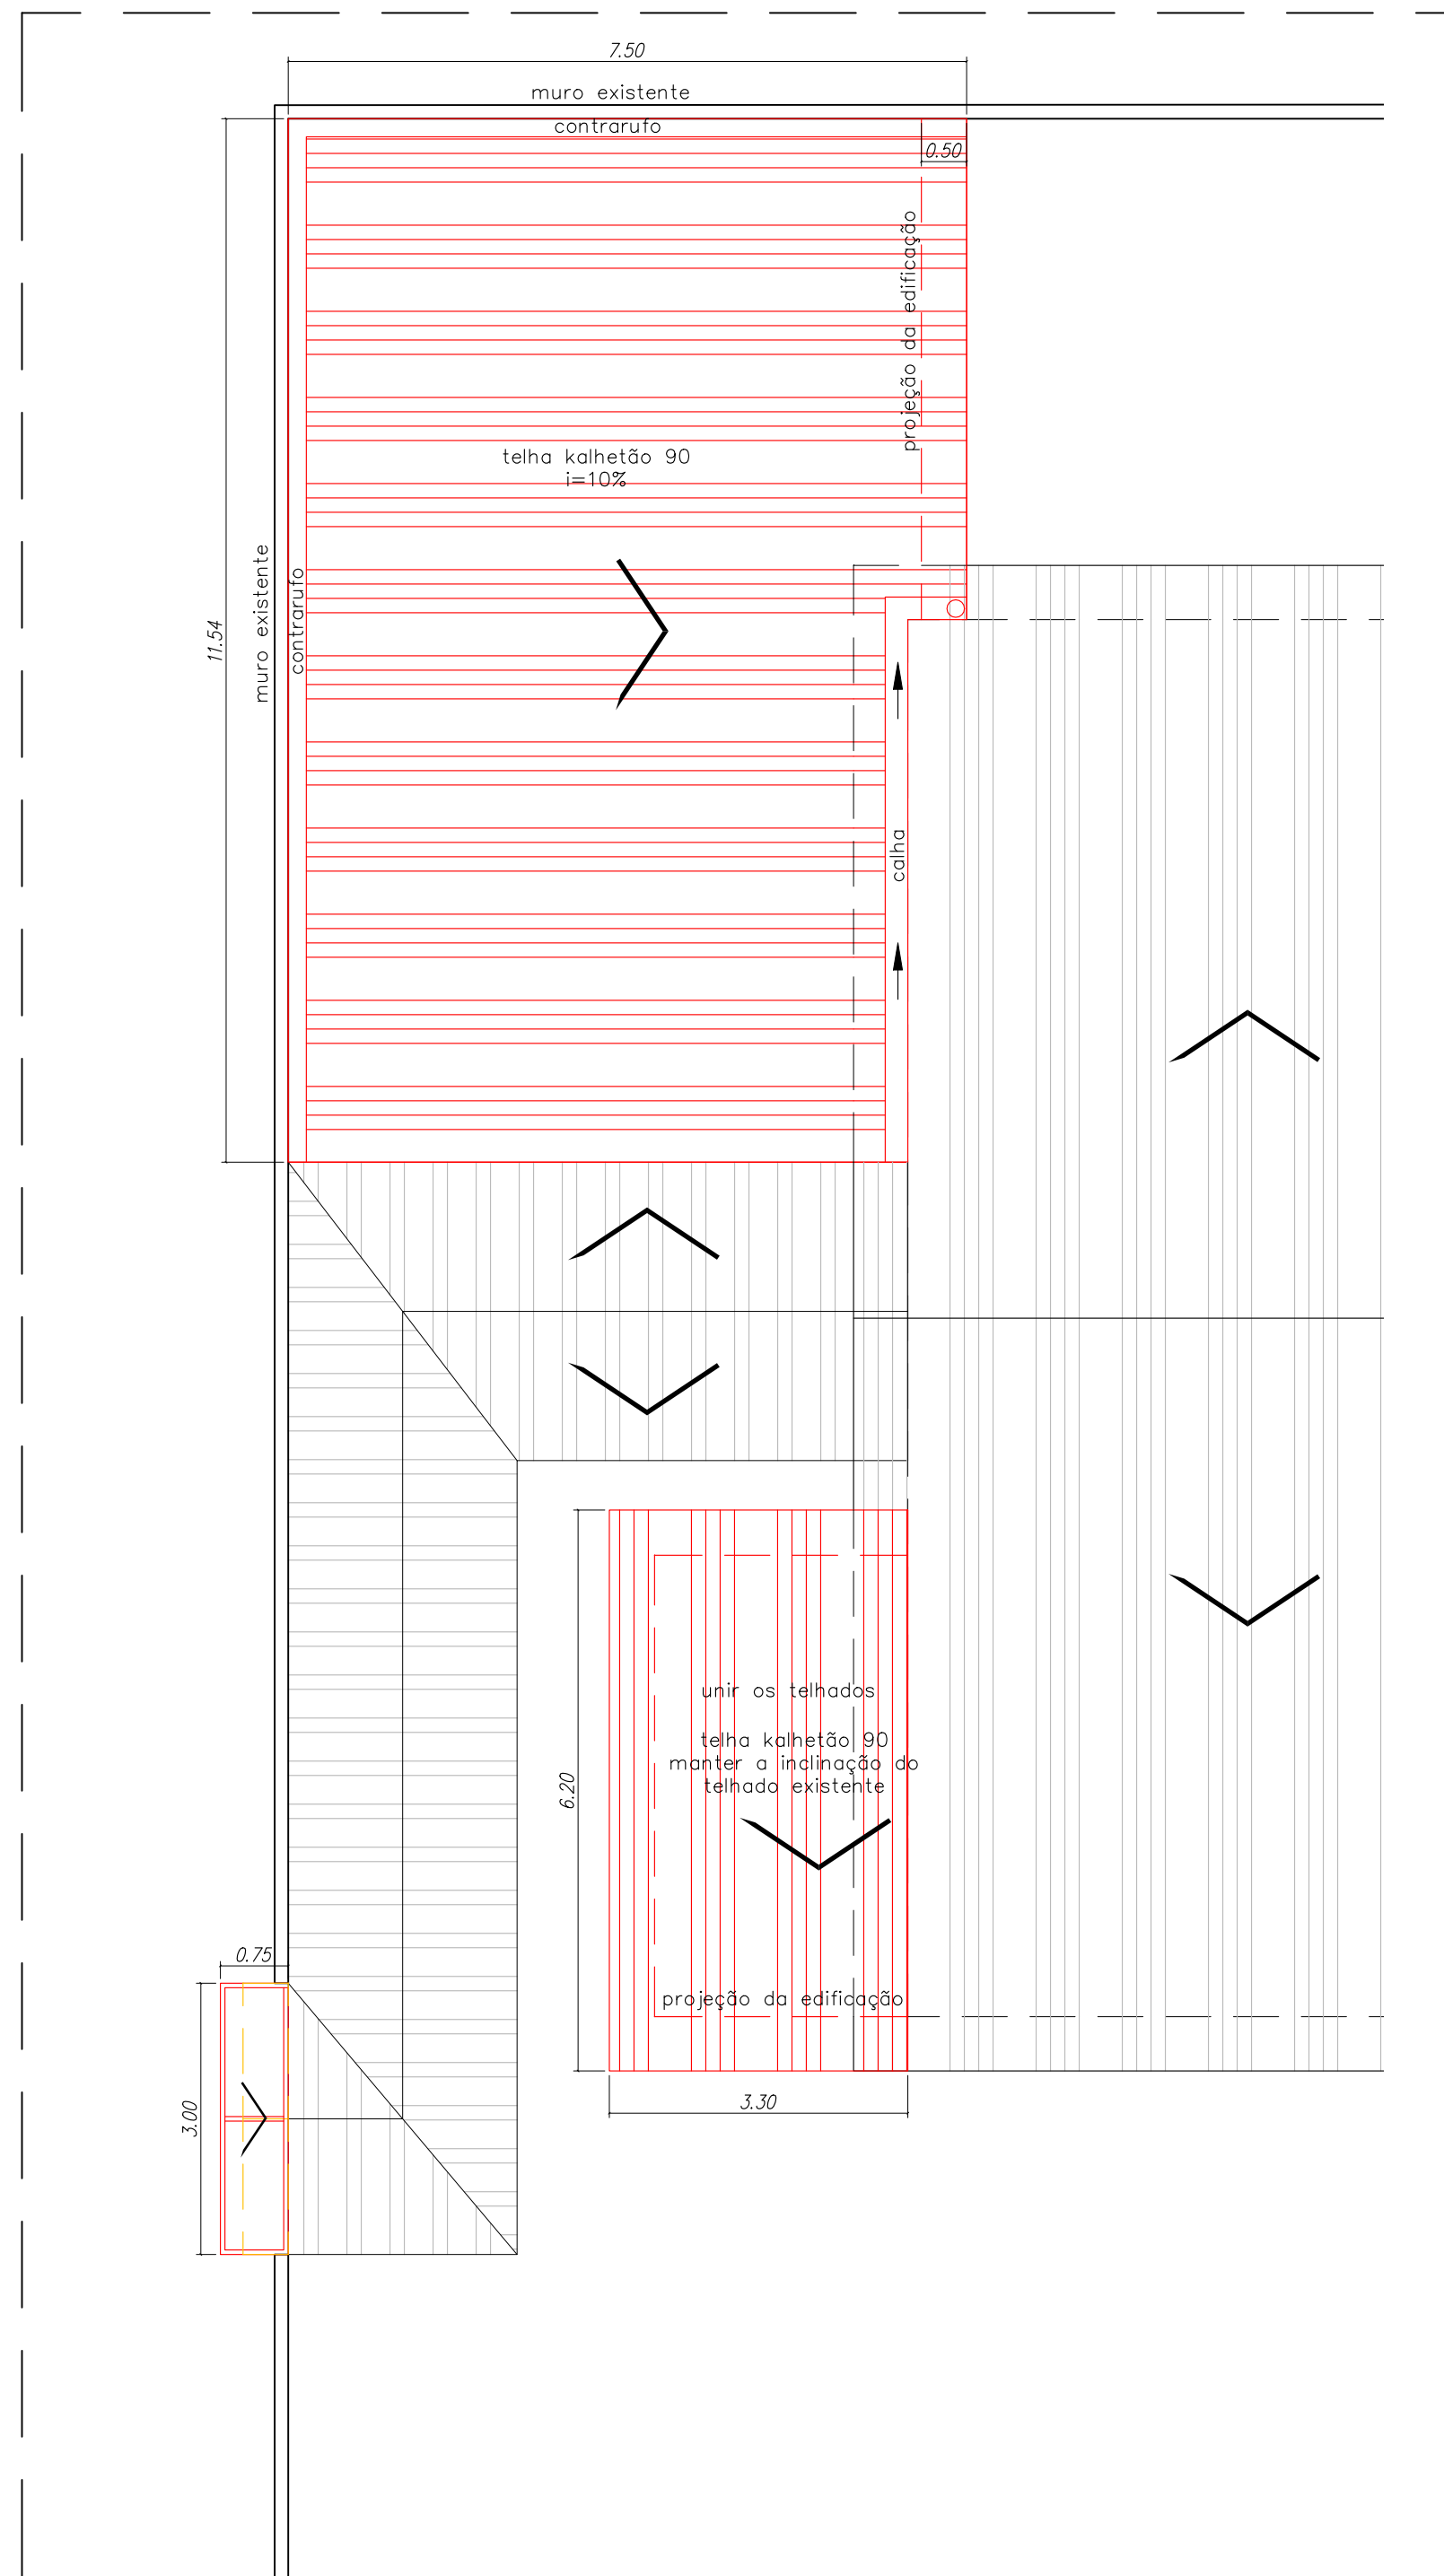 7.50
muro existente
contrarufo
0.50
projeção da edificação
telha kalhetão 90
i=10%
muro existente
contrarufo
11.54
calha
unir os telhados
telha kalhetão 90
manter a inclinação do
telhado existente
6.20
projeção da edificação
0.75
3.00
3.30